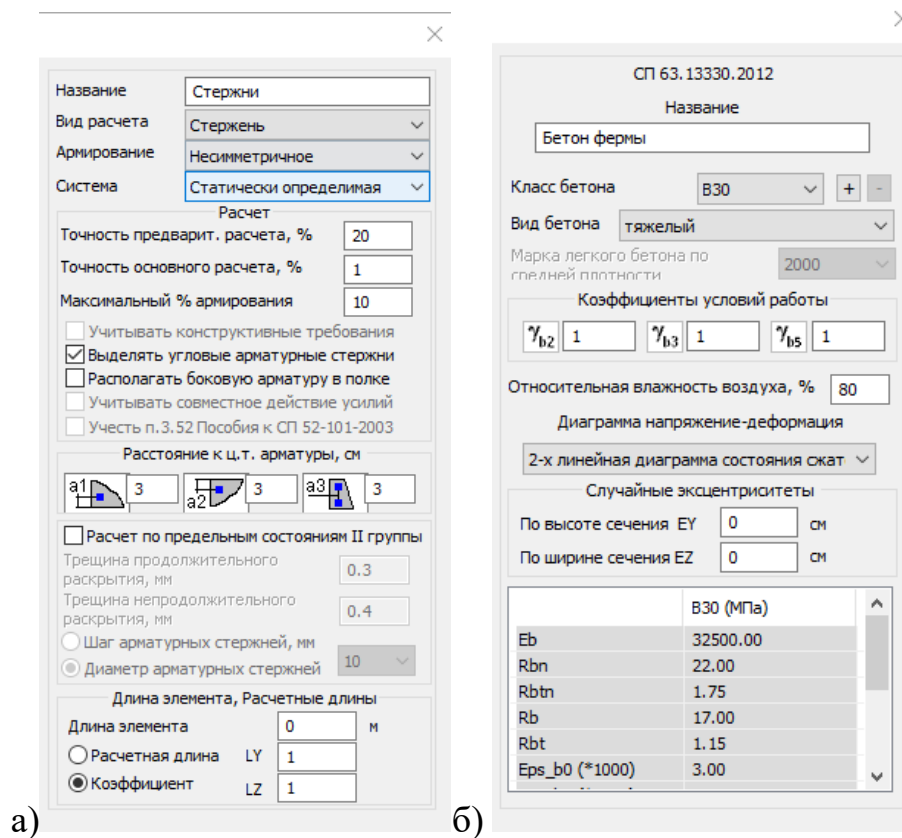 Название Стержни
Вид расчета Стержень
Армирование Несимметричное
Система Статически определимая
Расчет
Точность предварит. расчета, % 20
Точность основного расчета, % 1
Максимальный % армирования 10
Учитывать конструктивные требования
Выделять угловые арматурные стержни
Располагать боковую арматуру в полке
Учитывать совместное действие усилий
Учесть п.3.52 Пособия к СП 52-101-2003
Расстояние к ц.т. арматуры, см
a1 3 a2 3 a3 3
Расчет по предельным состояниям II группы
Трещина продолжительного
раскрытия, мм 0.3
Трещина непродолжительного
раскрытия, мм 0.4
Шаг арматурных стержней, мм
Диаметр арматурных стержней 10
Длина элемента, Расчетные длины
Длина элемента 0 м
Расчетная длина LY 1
Коэффициент LZ 1
а)
СП 63.13330.2012
Название
Бетон фермы
Класс бетона B30 + -
Вид бетона тяжелый
Марка легкого бетона по
средней плотности 2000
Коэффициенты условий работы
γb2 1 γb3 1 γb5 1
Относительная влажность воздуха, % 80
Диаграмма напряжение-деформация
2-х линейная диаграмма состояния сжат
Случайные эксцентриситеты
По высоте сечения EY 0 см
По ширине сечения EZ 0 см
B30 (МПа)
Eb 32500.00
Rbn 22.00
Rbtn 1.75
Rb 17.00
Rbt 1.15
Eps_b0 (*1000) 3.00
б)